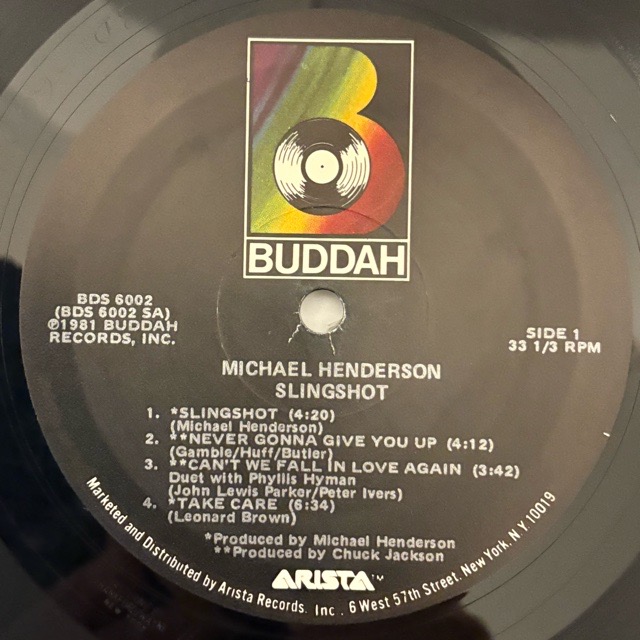 BUDDAH
BDS 6002
(BDS 6002 SA)
℗1981 BUDDAH
RECORDS, INC.
SIDE 1
33 1/3 RPM
MICHAEL HENDERSON
SLINGSHOT
1. *SLINGSHOT (4:20)
(Michael Henderson)
2. **NEVER GONNA GIVE YOU UP (4:12)
(Gamble/Huff/Butler)
3. **CAN'T WE FALL IN LOVE AGAIN (3:42)
Duet with Phyllis Hyman
(John Lewis Parker/Peter Ivers)
4. *TAKE CARE (6:34)
(Leonard Brown)
*Produced by Michael Henderson
**Produced by Chuck Jackson
ARISTA™
Marketed and Distributed by Arista Records. Inc. 6 West 57th Street. New York, N Y 10019